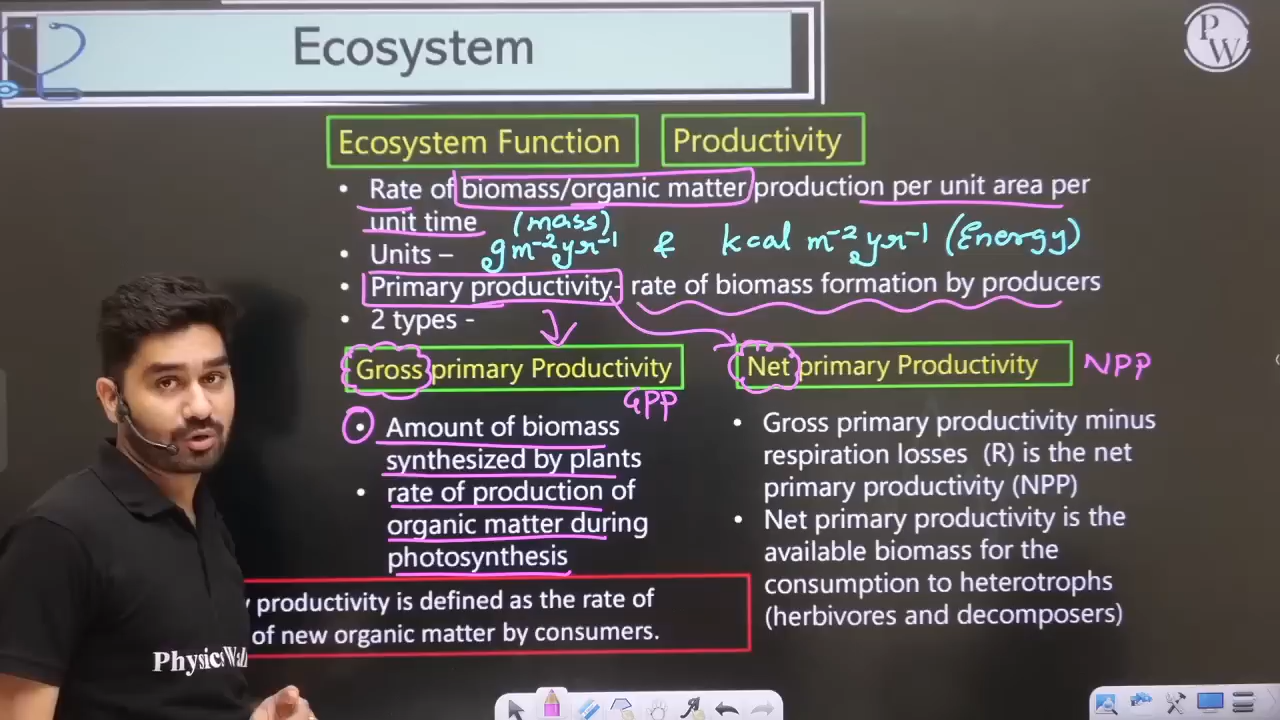 Ecosystem
PW
Ecosystem Function
Productivity
• Rate of biomass/organic matter production per unit area per
unit time (mass)
• Units – g m⁻² yr⁻¹ & kcal m⁻² yr⁻¹ (Energy)
• Primary productivity- rate of biomass formation by producers
• 2 types -
Gross primary Productivity
GPP
• Amount of biomass
synthesized by plants
• rate of production of
organic matter during
photosynthesis
y productivity is defined as the rate of
of new organic matter by consumers.
Net primary Productivity NPP
• Gross primary productivity minus
respiration losses (R) is the net
primary productivity (NPP)
• Net primary productivity is the
available biomass for the
consumption to heterotrophs
(herbivores and decomposers)
Physics Wall